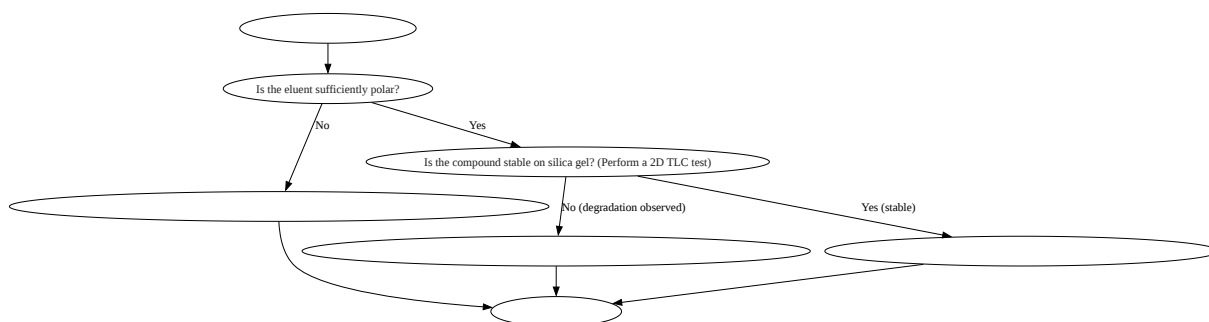 Is the eluent sufficiently polar?
No
Yes
Is the compound stable on silica gel? (Perform a 2D TLC test)
No (degradation observed)
Yes (stable)